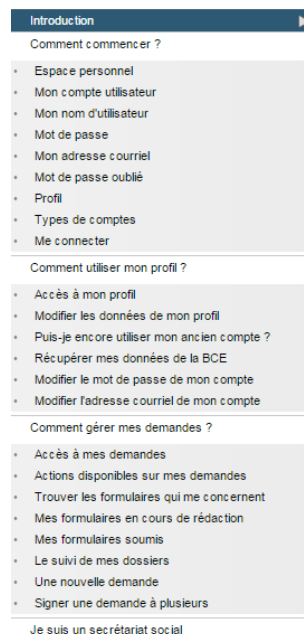 Introduction
Comment commencer ?
Espace personnel
Mon compte utilisateur
Mon nom d'utilisateur
Mot de passe
Mon adresse courriel
Mot de passe oublié
Profil
Types de comptes
Me connecter
Comment utiliser mon profil ?
Accès à mon profil
Modifier les données de mon profil
Puis-je encore utiliser mon ancien compte ?
Récupérer mes données de la BCE
Modifier le mot de passe de mon compte
Modifier l'adresse courriel de mon compte
Comment gérer mes demandes ?
Accès à mes demandes
Actions disponibles sur mes demandes
Trouver les formulaires qui me concernent
Mes formulaires en cours de rédaction
Mes formulaires soumis
Le suivi de mes dossiers
Une nouvelle demande
Signer une demande à plusieurs
Je suis un secrétariat social